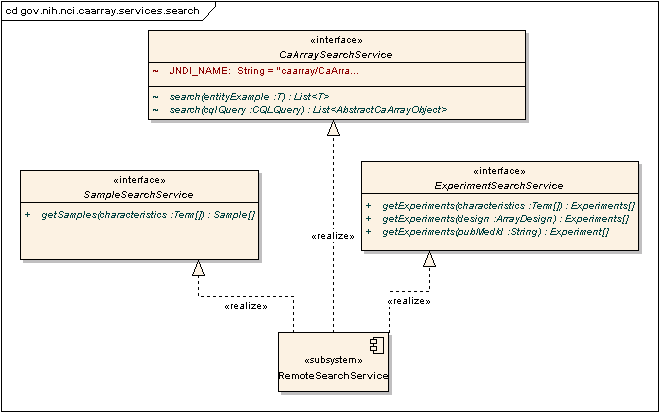 cd gov.nih.nci.caarray.services.search
«interface»
CaArraySearchService
~ JNDI_NAME: String = "caarray/CaArra...
~ search(entityExample :T) : List<T>
~ search(cqlQuery :CQLQuery) : List<AbstractCaArrayObject>
«interface»
SampleSearchService
+ getSamples(characteristics :Term[]) : Sample[]
«interface»
ExperimentSearchService
+ getExperiments(characteristics :Term[]) : Experiments[]
+ getExperiments(design :ArrayDesign) : Experiments[]
+ getExperiments(pubMedId :String) : Experiment[]
«realize»
«realize»
«realize»
«subsystem»
RemoteSearchService